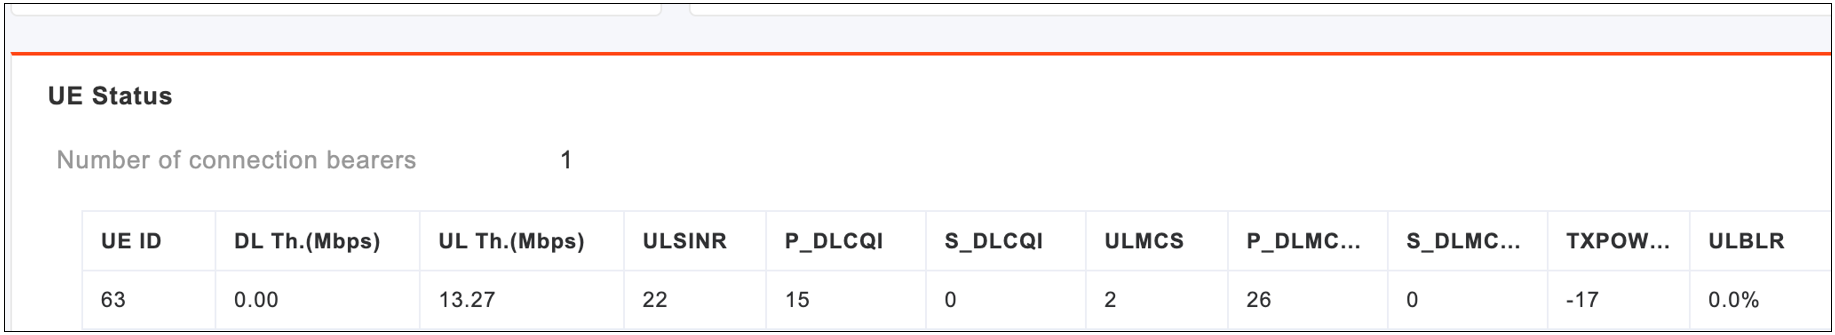 UE Status
Number of connection bearers 1
UE ID DL Th.(Mbps) UL Th.(Mbps) ULSINR P_DLCQI S_DLCQI ULMCS P_DLMC... S_DLMC... TXPOW... ULBLR
63 0.00 13.27 22 15 0 2 26 0 -17 0.0%